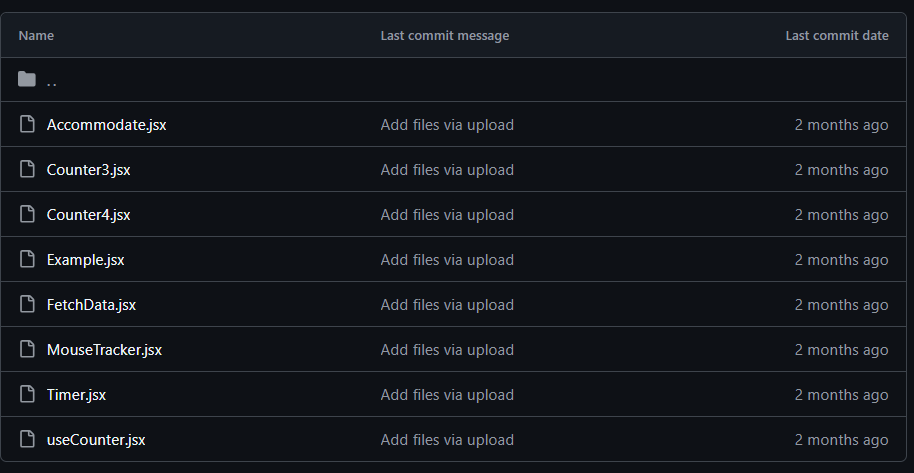 Name Last commit message Last commit date
..
Accommodate.jsx Add files via upload 2 months ago
Counter3.jsx Add files via upload 2 months ago
Counter4.jsx Add files via upload 2 months ago
Example.jsx Add files via upload 2 months ago
FetchData.jsx Add files via upload 2 months ago
MouseTracker.jsx Add files via upload 2 months ago
Timer.jsx Add files via upload 2 months ago
useCounter.jsx Add files via upload 2 months ago